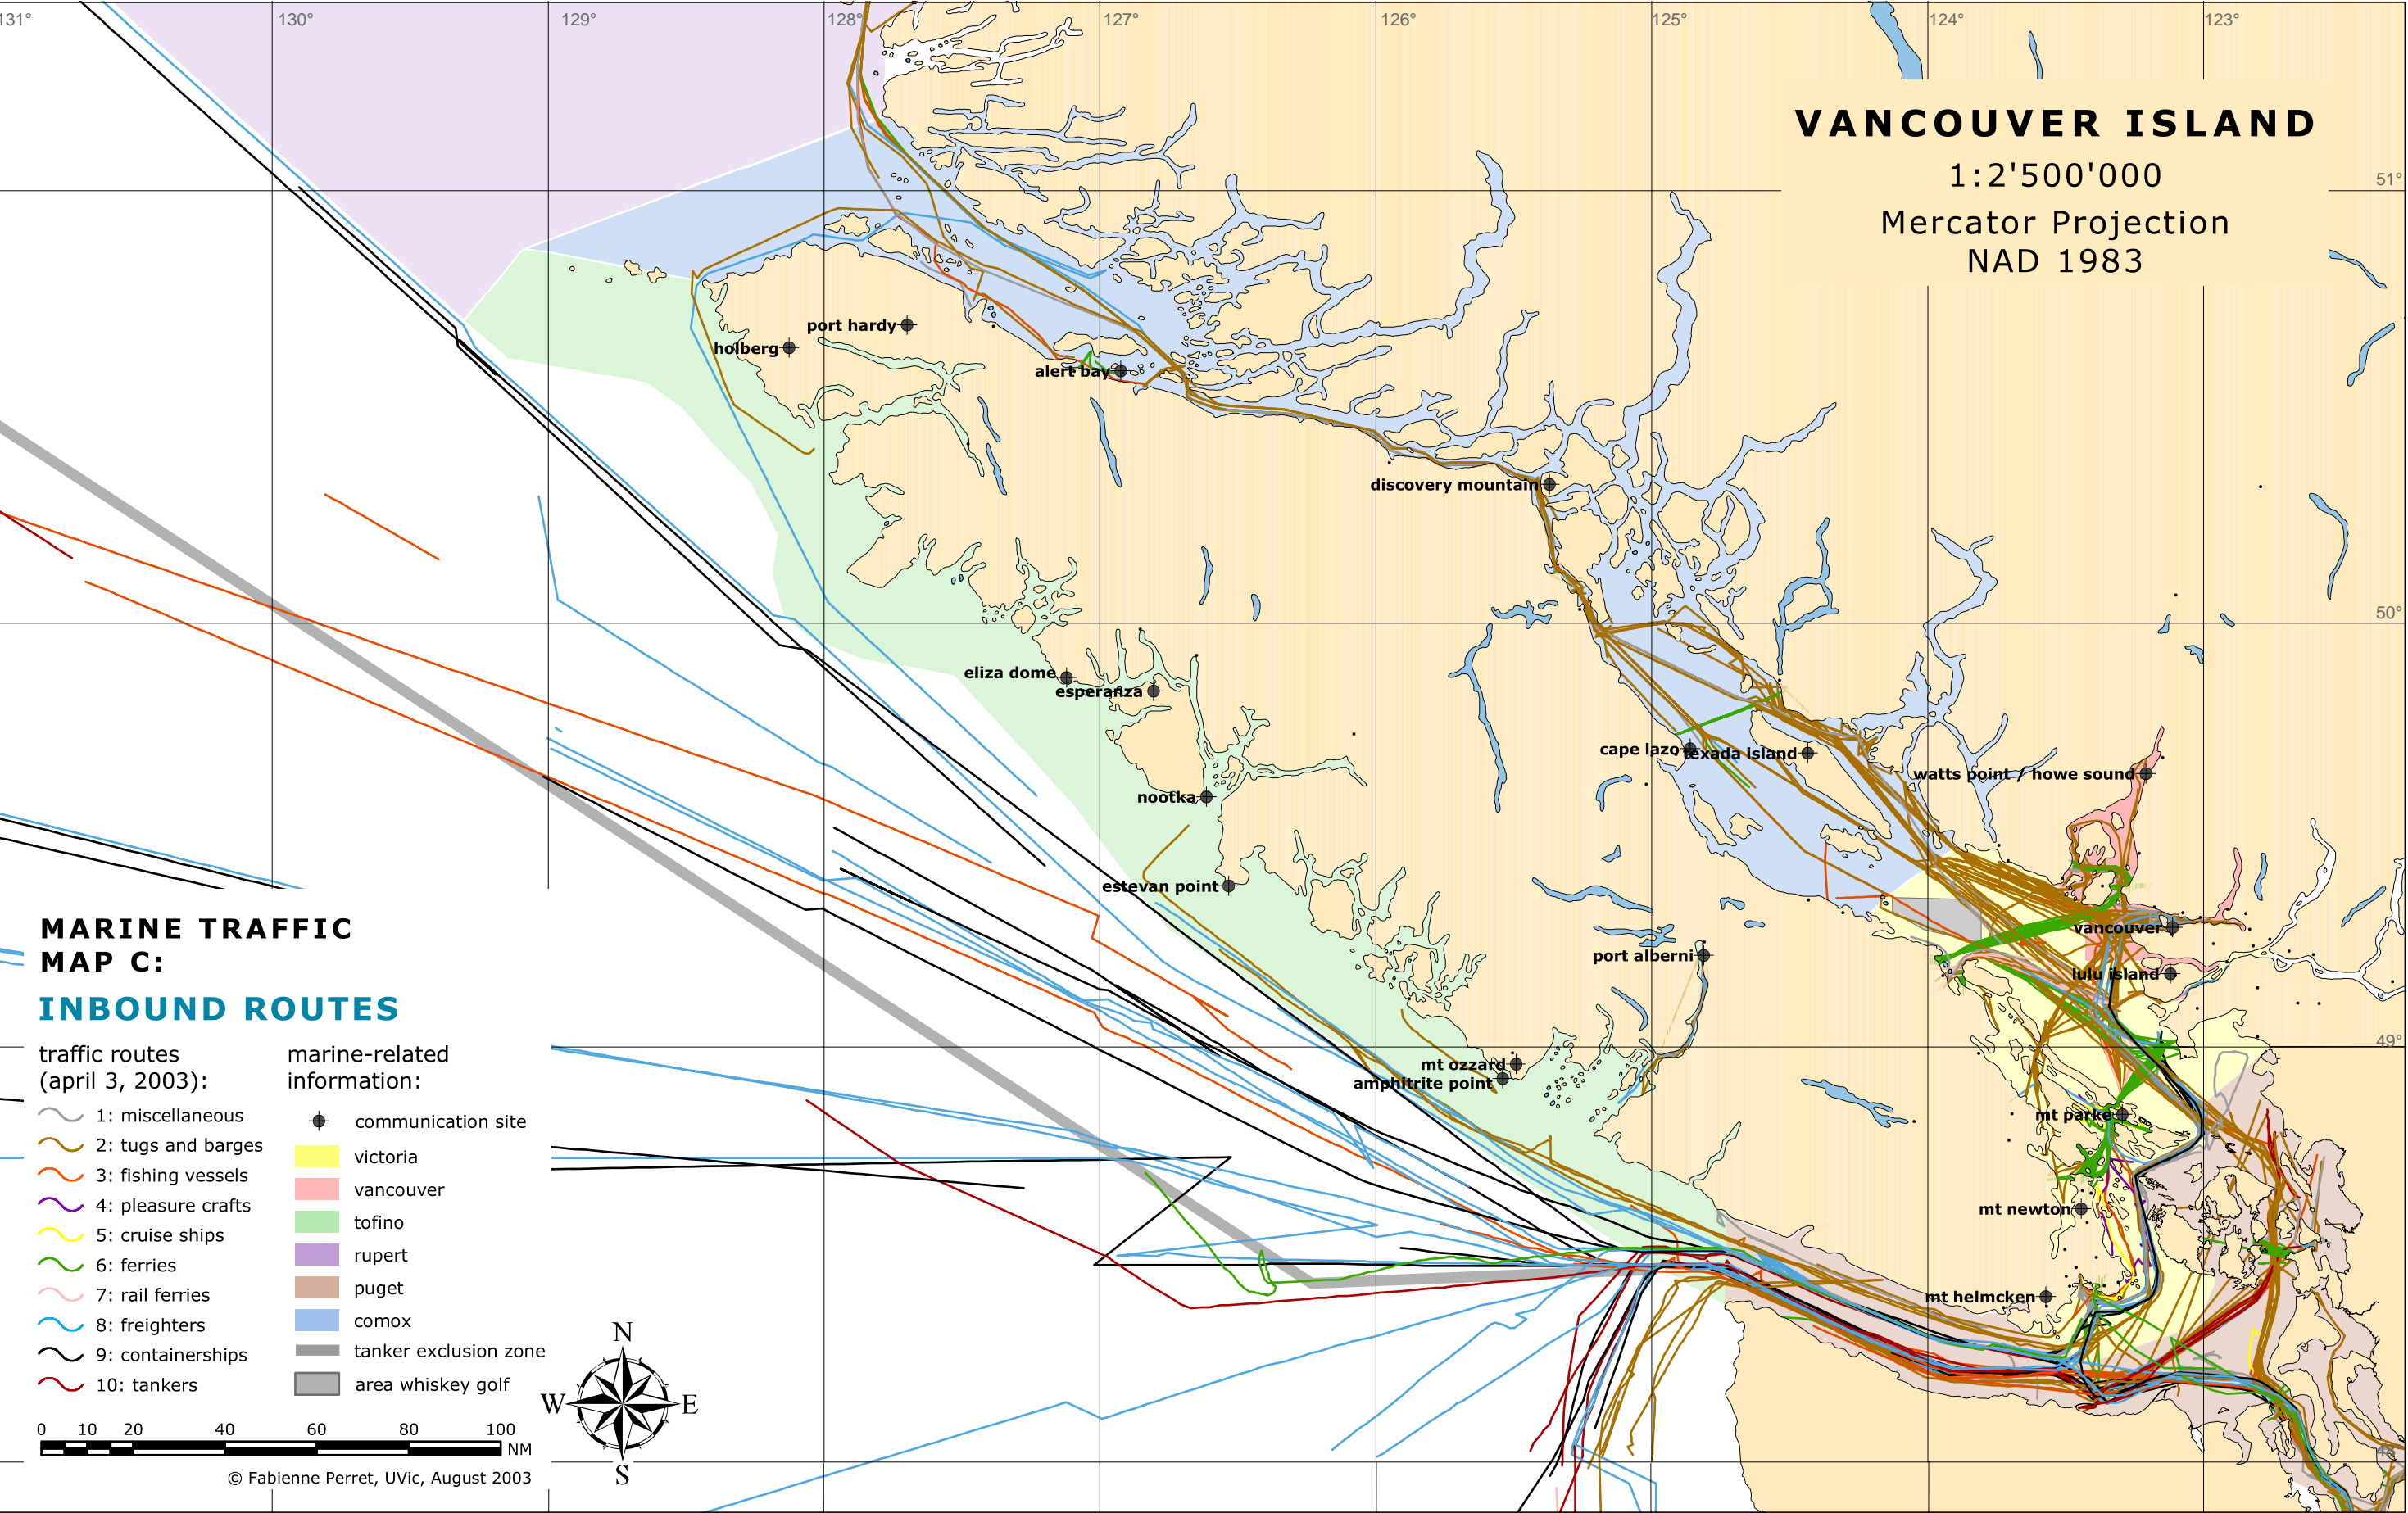 131°
130°
129°
128°
127°
126°
125°
124°
123°
VANCOUVER ISLAND
1:2'500'000
Mercator Projection
NAD 1983
51°
port hardy
holberg
alert bay
discovery mountain
50°
eliza dome
esperanza
cape lazo
texada island
watts point / howe sound
nootka
estevan point
vancouver
port alberni
lulu island
49°
mt ozzard
amphitrite point
mt parke
mt newton
mt helmcken
48°
MARINE TRAFFIC
MAP C:
INBOUND ROUTES
traffic routes
(april 3, 2003):
1: miscellaneous
2: tugs and barges
3: fishing vessels
4: pleasure crafts
5: cruise ships
6: ferries
7: rail ferries
8: freighters
9: containerships
10: tankers
marine-related
information:
communication site
victoria
vancouver
tofino
rupert
puget
comox
tanker exclusion zone
area whiskey golf
0 10 20 40 60 80 100
NM
© Fabienne Perret, UVic, August 2003
N
W E
S